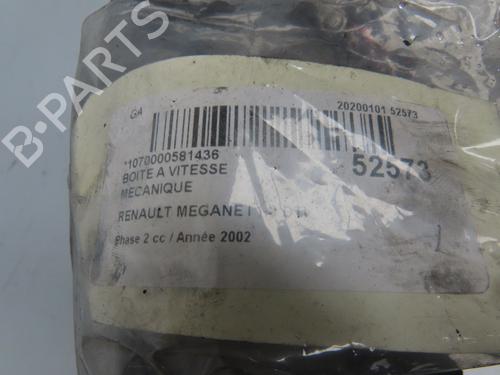 B-PARTS
GA
20200101 52573
*1070000581436
52573
BOITE A VITESSE
MECANIQUE
RENAULT MEGANE
Phase 2 cc / Année 2002